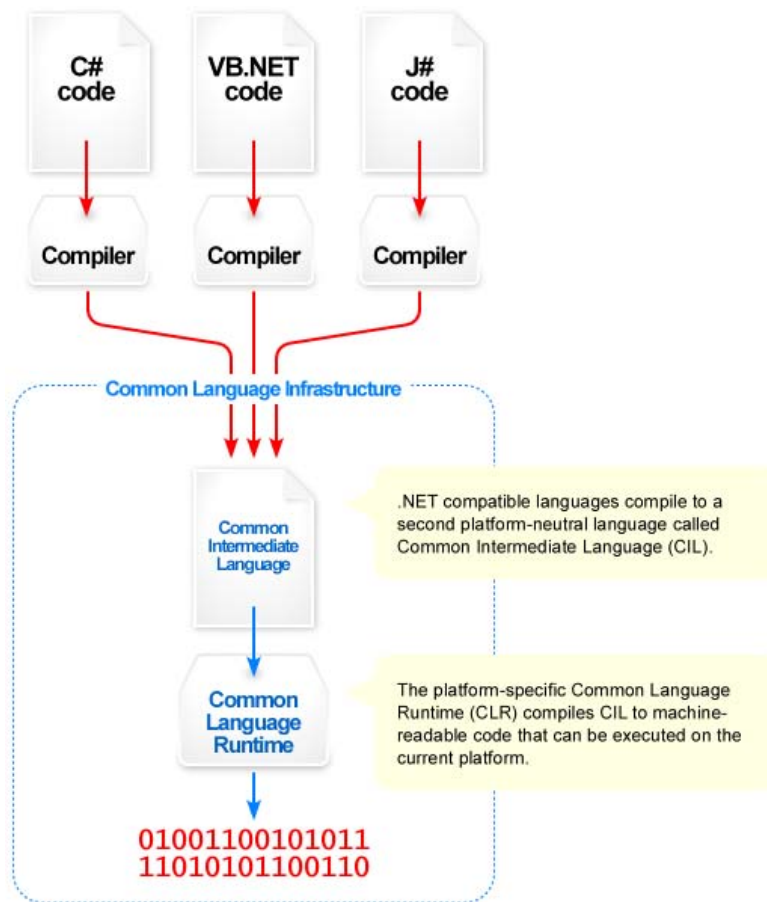 C#
code
VB.NET
code
J#
code
Compiler
Compiler
Compiler
Common Language Infrastructure
Common
Intermediate
Language
.NET compatible languages compile to a
second platform-neutral language called
Common Intermediate Language (CIL).
Common
Language
Runtime
The platform-specific Common Language
Runtime (CLR) compiles CIL to machine-
readable code that can be executed on the
current platform.
01001100101011
11010101100110